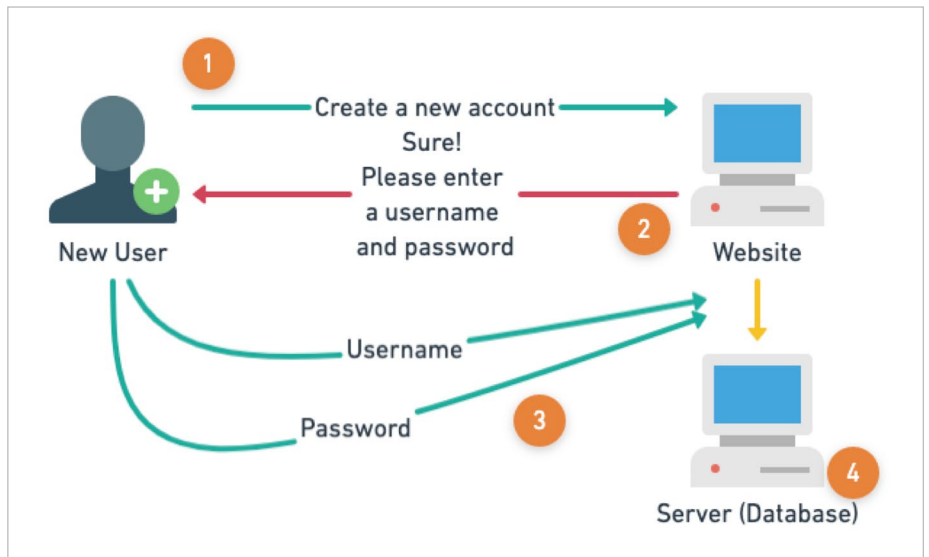 1
Create a new account
Sure!
Please enter
a username
and password
2
New User
Website
Username
Password
3
4
Server (Database)